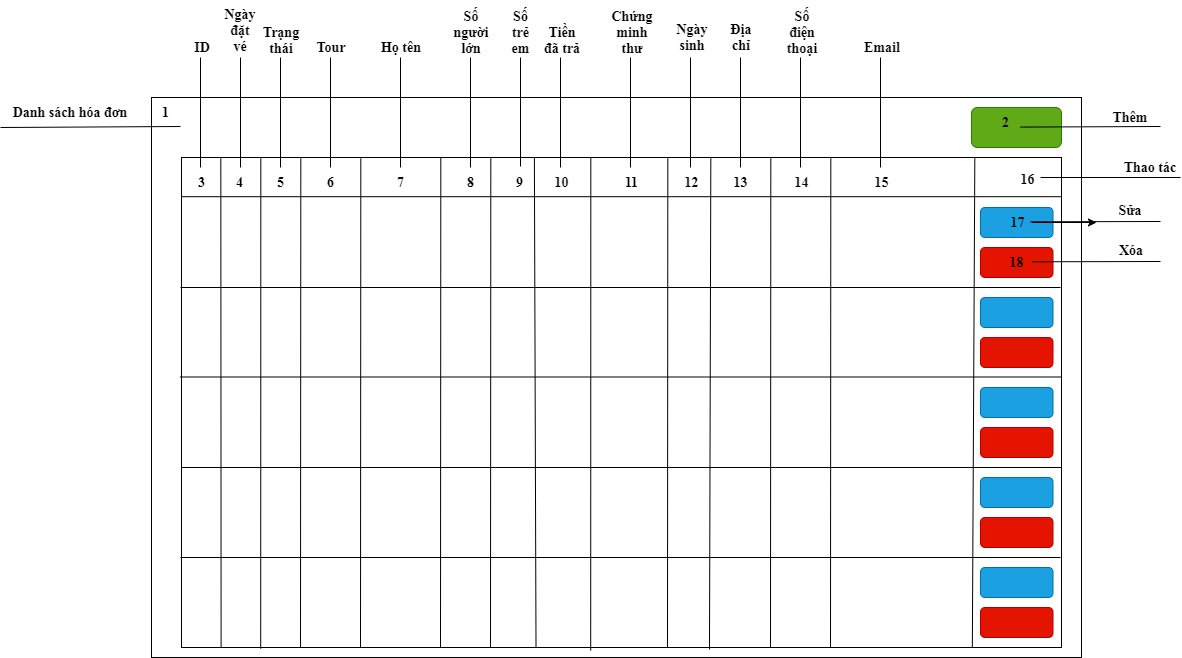 ID
Ngày
đặt
vé
Trạng
thái
Tour
Họ tên
Số
người
lớn
Số
trẻ
em
Tiền
đã trả
Chứng
minh
thư
Ngày
sinh
Địa
chỉ
Số
điện
thoại
Email
Danh sách hóa đơn
1
2
Thêm
3 4 5 6 7 8 9 10 11 12 13 14 15 16
Thao tác
17
Sửa
18
Xóa